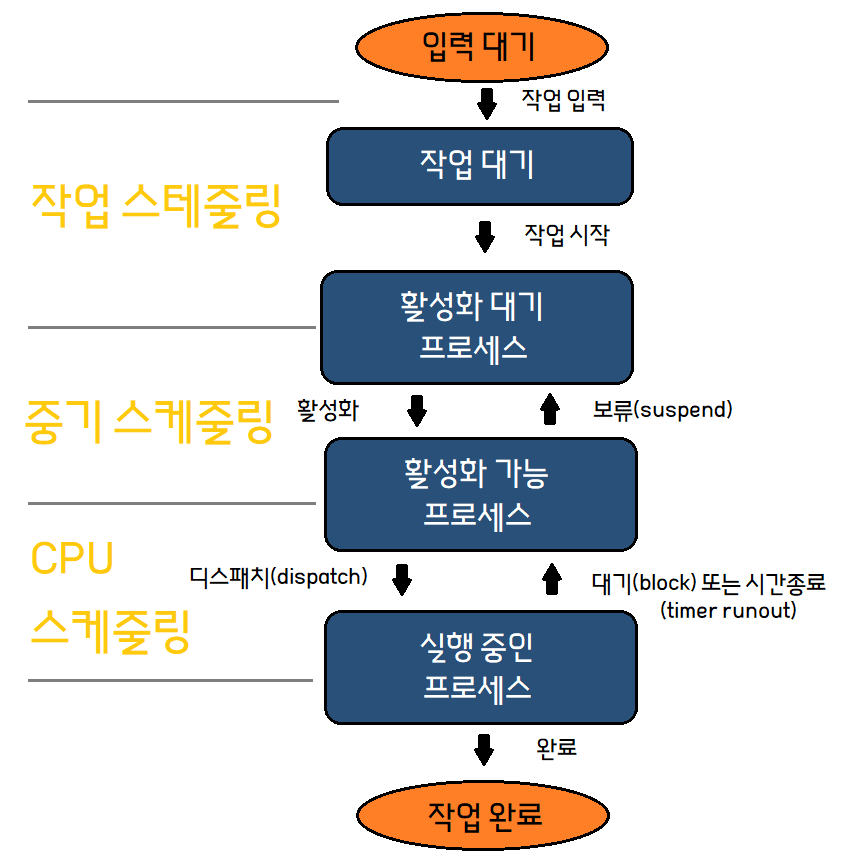 입력 대기
작업 입력
작업 대기
작업 스테줄링
작업 시작
활성화 대기
프로세스
중기 스케줄링
활성화
보류(suspend)
활성화 가능
프로세스
CPU
스케줄링
디스패치(dispatch)
대기(block) 또는 시간종료
(timer runout)
실행 중인
프로세스
완료
작업 완료